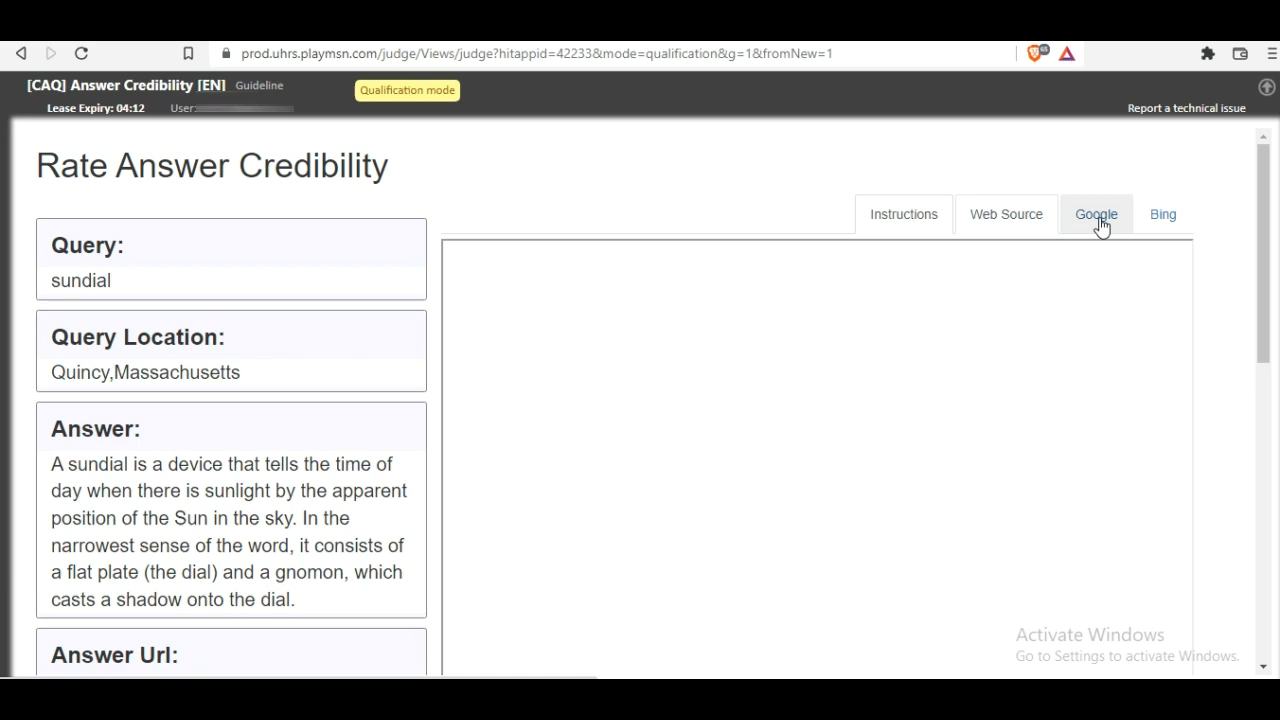 prod.uhrs.playmsn.com/judge/Views/judge?hitappid=42233&mode=qualification&g=1&fromNew=1
[CAQ] Answer Credibility [EN] Guideline
Qualification mode
Lease Expiry: 04:12 User:
Report a technical issue
Rate Answer Credibility
Instructions Web Source Google Bing
Query:
sundial
Query Location:
Quincy,Massachusetts
Answer:
A sundial is a device that tells the time of
day when there is sunlight by the apparent
position of the Sun in the sky. In the
narrowest sense of the word, it consists of
a flat plate (the dial) and a gnomon, which
casts a shadow onto the dial.
Answer Url:
Activate Windows
Go to Settings to activate Windows.